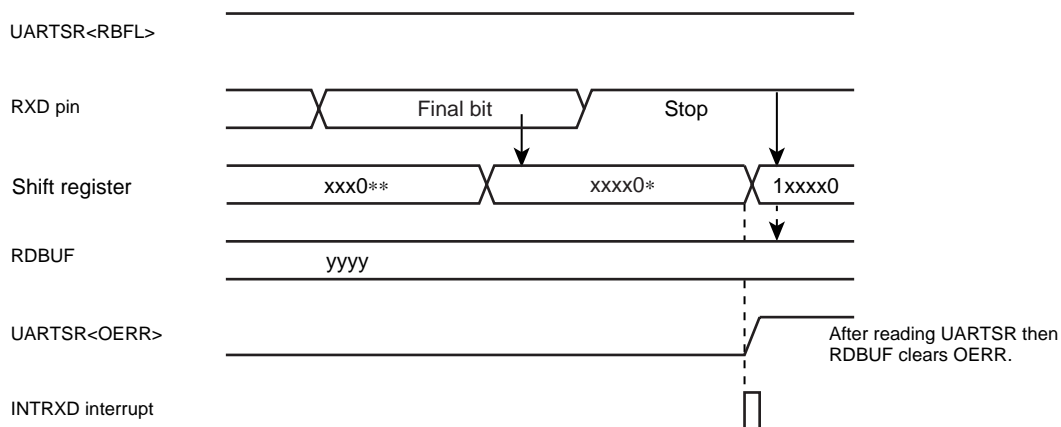 UARTSR<RBFL>
RXD pin
Final bit
Stop
Shift register
xxx0∗∗
xxxx0∗
1xxxx0
RDBUF
yyyy
UARTSR<OERR>
After reading UARTSR then
RDBUF clears OERR.
INTRXD interrupt